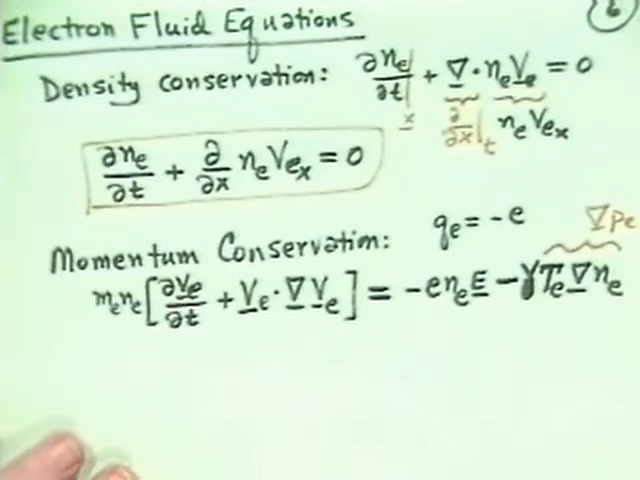 Electron Fluid Equations
6
Density conservation: ∂nₑ/∂t| + ∇ · nₑVₑ = 0
x ∂/∂x|ₜ nₑVₑₓ
∂nₑ/∂t + ∂/∂x nₑVₑₓ = 0
Momentum Conservation: qₑ = -e ∇pₑ
mₑnₑ[∂Vₑ/∂t + Vₑ · ∇ Vₑ] = -enₑE - γTₑ∇nₑ